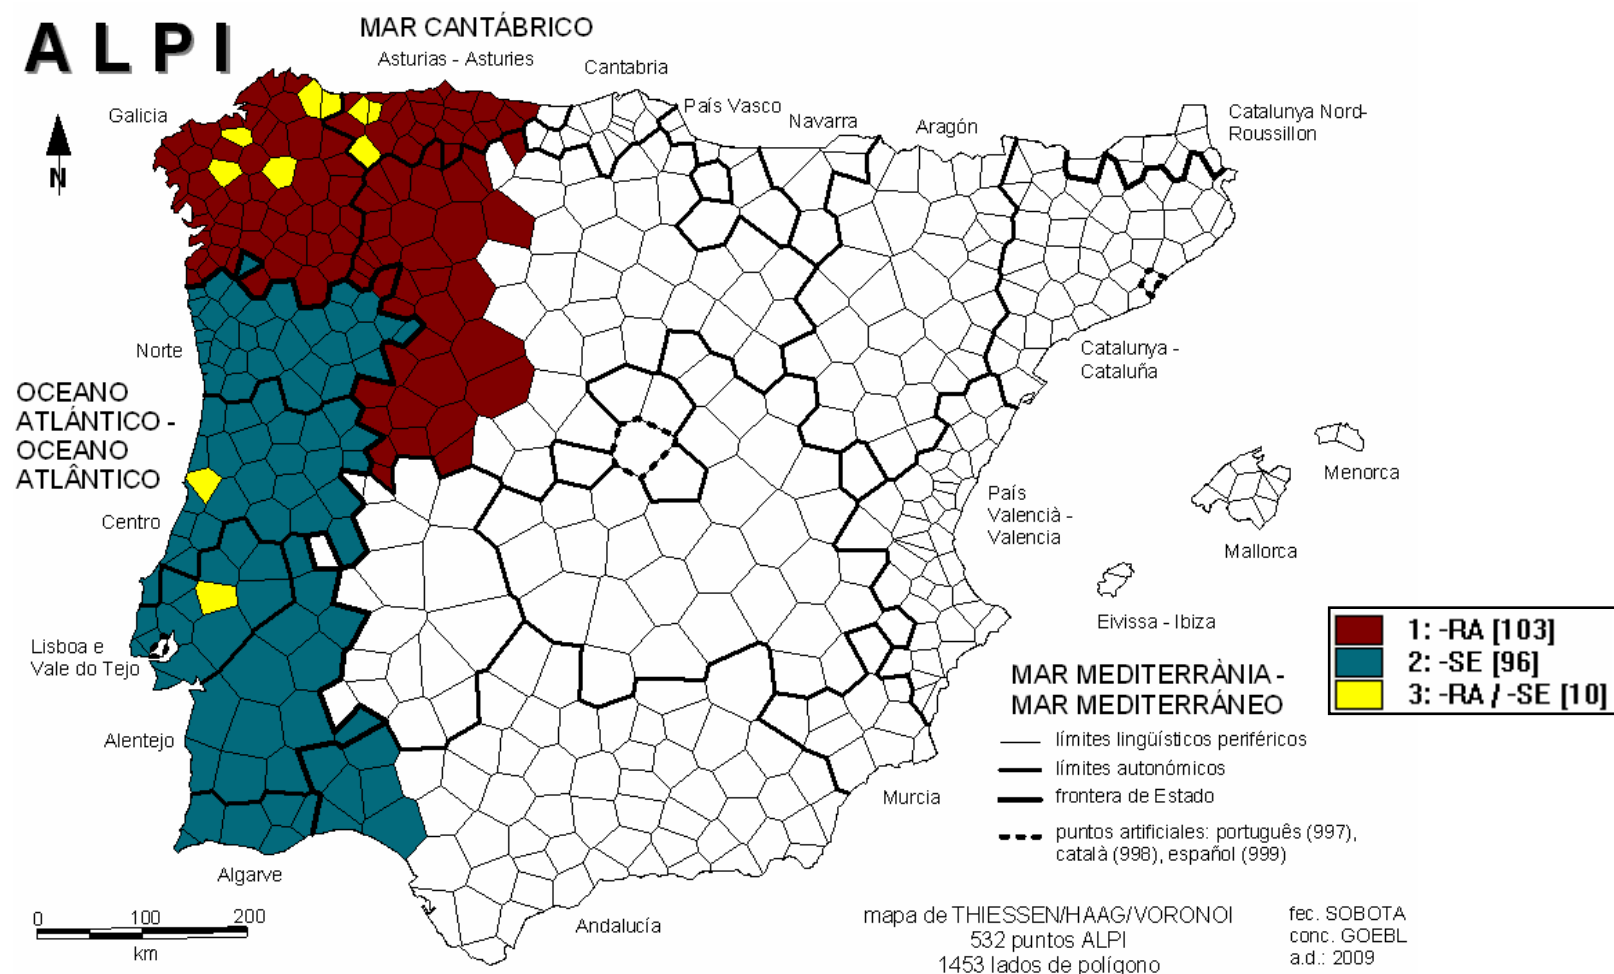 ALPI
MAR CANTÁBRICO
Asturias - Asturies
Cantabria
Galicia
País Vasco
Navarra
Aragón
Catalunya Nord-
Roussillon
N
Norte
Catalunya -
Cataluña
OCEANO
ATLÁNTICO -
OCEANO
ATLÂNTICO
Centro
Menorca
País
Valencià -
Valencia
Mallorca
Eivissa - Ibiza
Lisboa e
Vale do Tejo
1: -RA [103]
2: -SE [96]
3: -RA / -SE [10]
MAR MEDITERRÀNIA -
MAR MEDITERRÁNEO
Alentejo
límites lingüísticos periféricos
límites autonómicos
frontera de Estado
puntos artificiales: português (997),
català (998), español (999)
Murcia
Algarve
Andalucía
0 100 200
km
mapa de THIESSEN/HAAG/VORONOI
532 puntos ALPI
1453 lados de polígono
fec. SOBOTA
conc. GOEBL
a.d.: 2009